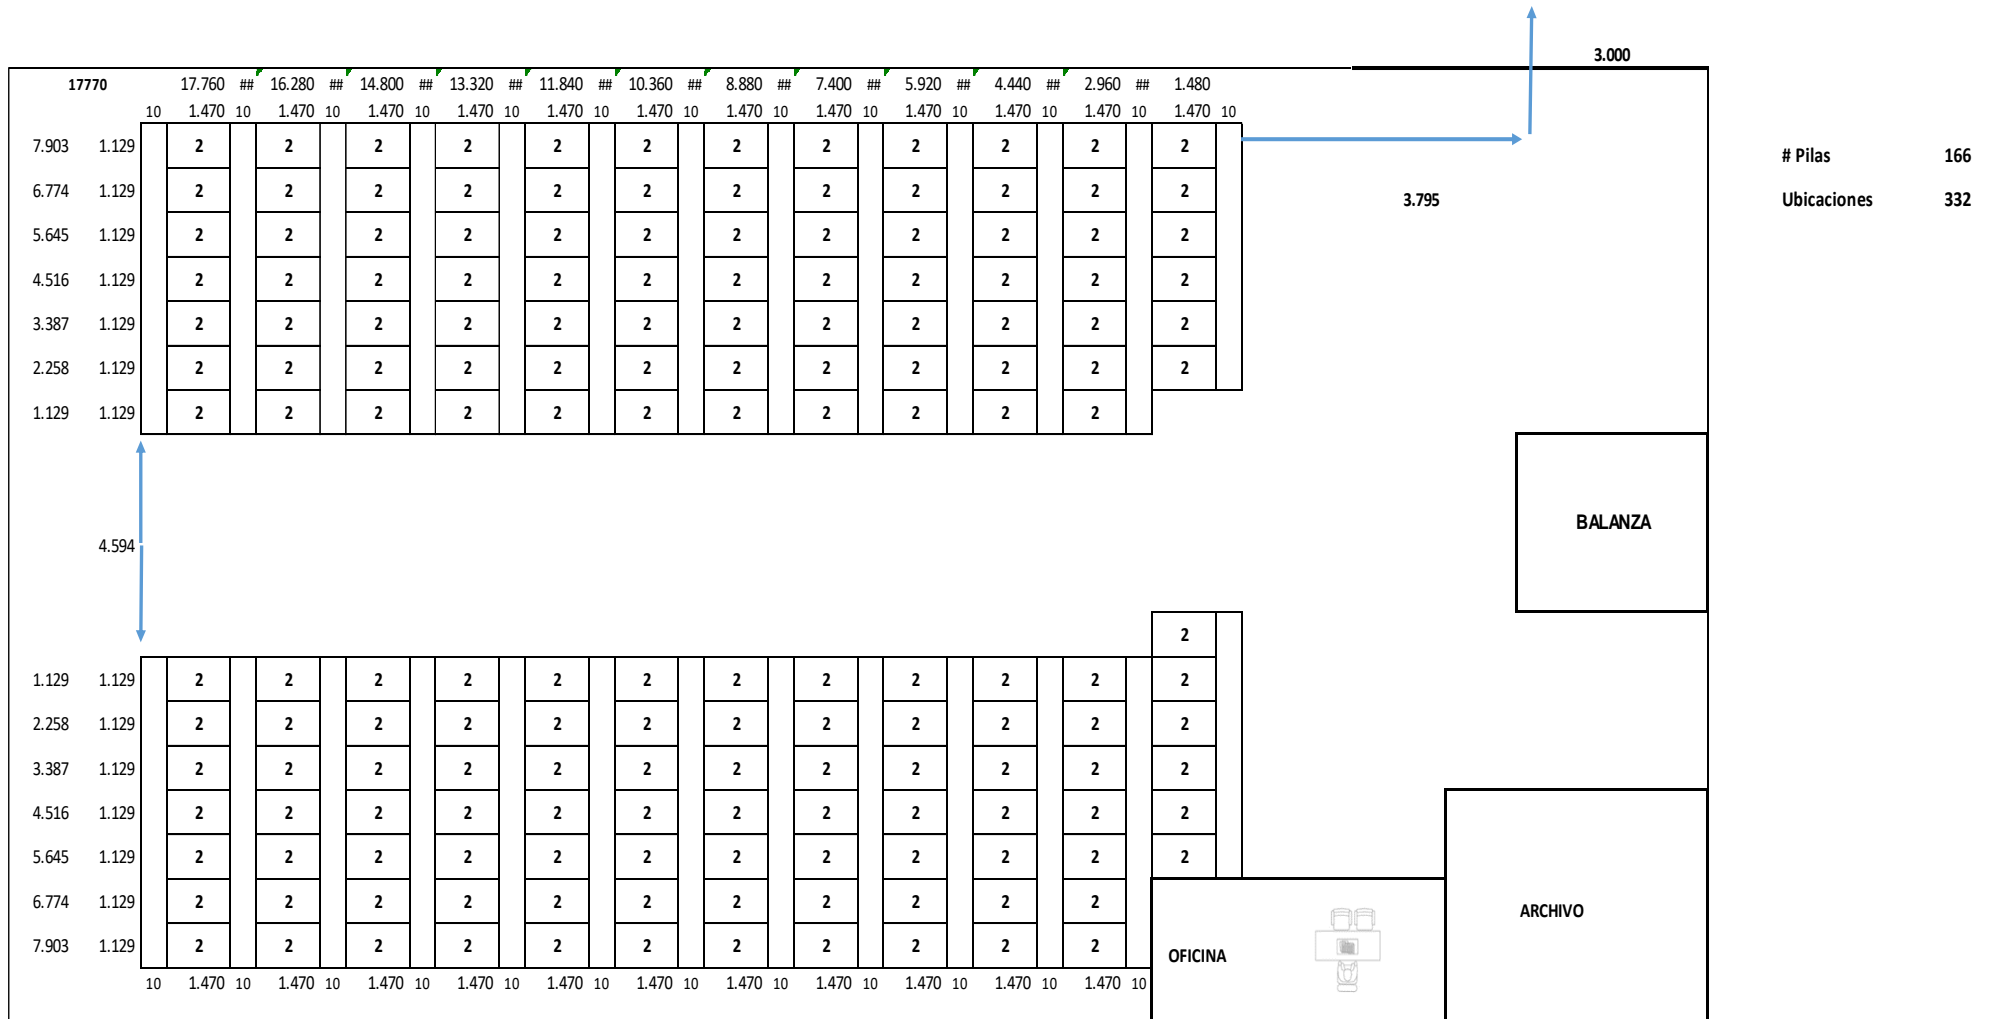 3.000
17770 17.760 ## 16.280 ## 14.800 ## 13.320 ## 11.840 ## 10.360 ## 8.880 ## 7.400 ## 5.920 ## 4.440 ## 2.960 ## 1.480
10 1.470 10 1.470 10 1.470 10 1.470 10 1.470 10 1.470 10 1.470 10 1.470 10 1.470 10 1.470 10 1.470 10 1.470 10
7.903 1.129 2 2 2 2 2 2 2 2 2 2 2 2
# Pilas 166
6.774 1.129 2 2 2 2 2 2 2 2 2 2 2 2 3.795
Ubicaciones 332
5.645 1.129 2 2 2 2 2 2 2 2 2 2 2 2
4.516 1.129 2 2 2 2 2 2 2 2 2 2 2 2
3.387 1.129 2 2 2 2 2 2 2 2 2 2 2 2
2.258 1.129 2 2 2 2 2 2 2 2 2 2 2 2
1.129 1.129 2 2 2 2 2 2 2 2 2 2 2
BALANZA
4.594
2
1.129 1.129 2 2 2 2 2 2 2 2 2 2 2 2
2.258 1.129 2 2 2 2 2 2 2 2 2 2 2 2
3.387 1.129 2 2 2 2 2 2 2 2 2 2 2 2
4.516 1.129 2 2 2 2 2 2 2 2 2 2 2 2
5.645 1.129 2 2 2 2 2 2 2 2 2 2 2 2
6.774 1.129 2 2 2 2 2 2 2 2 2 2 2
ARCHIVO
7.903 1.129 2 2 2 2 2 2 2 2 2 2 2
OFICINA
10 1.470 10 1.470 10 1.470 10 1.470 10 1.470 10 1.470 10 1.470 10 1.470 10 1.470 10 1.470 10 1.470 10